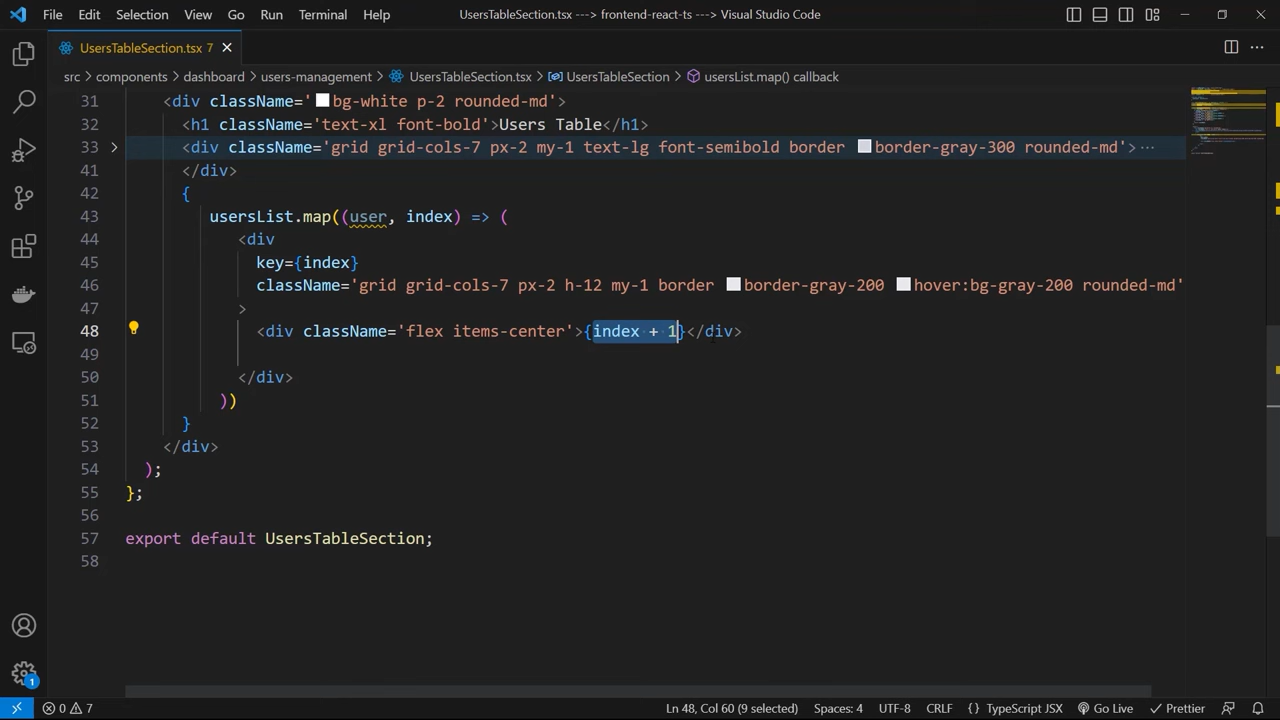 File Edit Selection View Go Run Terminal Help UsersTableSection.tsx ---> frontend-react-ts - Visual Studio Code
UsersTableSection.tsx 7
src > components > dashboard > users-management > UsersTableSection.tsx > UsersTableSection > usersList.map() callback
31 <div className='bg-white p-2 rounded-md'>
32 <h1 className='text-xl font-bold'>Users Table</h1>
33 <div className='grid grid-cols-7 px-2 my-1 text-lg font-semibold border border-gray-300 rounded-md'>···
41 </div>
42 {
43 usersList.map((user, index) => (
44 <div
45 key={index}
46 className='grid grid-cols-7 px-2 h-12 my-1 border border-gray-200 hover:bg-gray-200 rounded-md'
47 >
48 <div className='flex items-center'>{index + 1}</div>
49
50 </div>
51 ))
52 }
53 </div>
54 );
55 };
56
57 export default UsersTableSection;
58
1
0 7 Ln 48, Col 60 (9 selected) Spaces: 4 UTF-8 CRLF {} TypeScript JSX Go Live Prettier